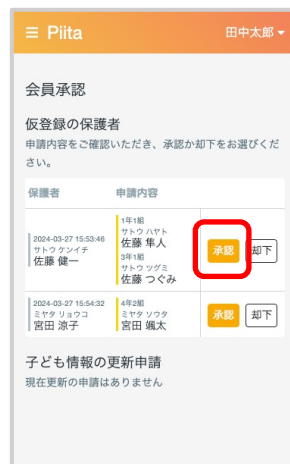 ≡ Piita 田中太郎
会員承認
仮登録の保護者
申請内容をご確認いただき、承認か却下をお選びくだ
さい。
保護者 申請内容
2024-03-27 15:53:46
サトウ ケンイチ
佐藤 健一
1年1組
サトウ ハヤト
佐藤 隼人
3年1組
サトウ ツグミ
佐藤 つぐみ
承認 却下
2024-03-27 15:54:32
ミヤタ リョウコ
宮田 涼子
4年2組
ミヤタ ソウタ
宮田 颯太
承認 却下
子ども情報の更新申請
現在更新の申請はありません